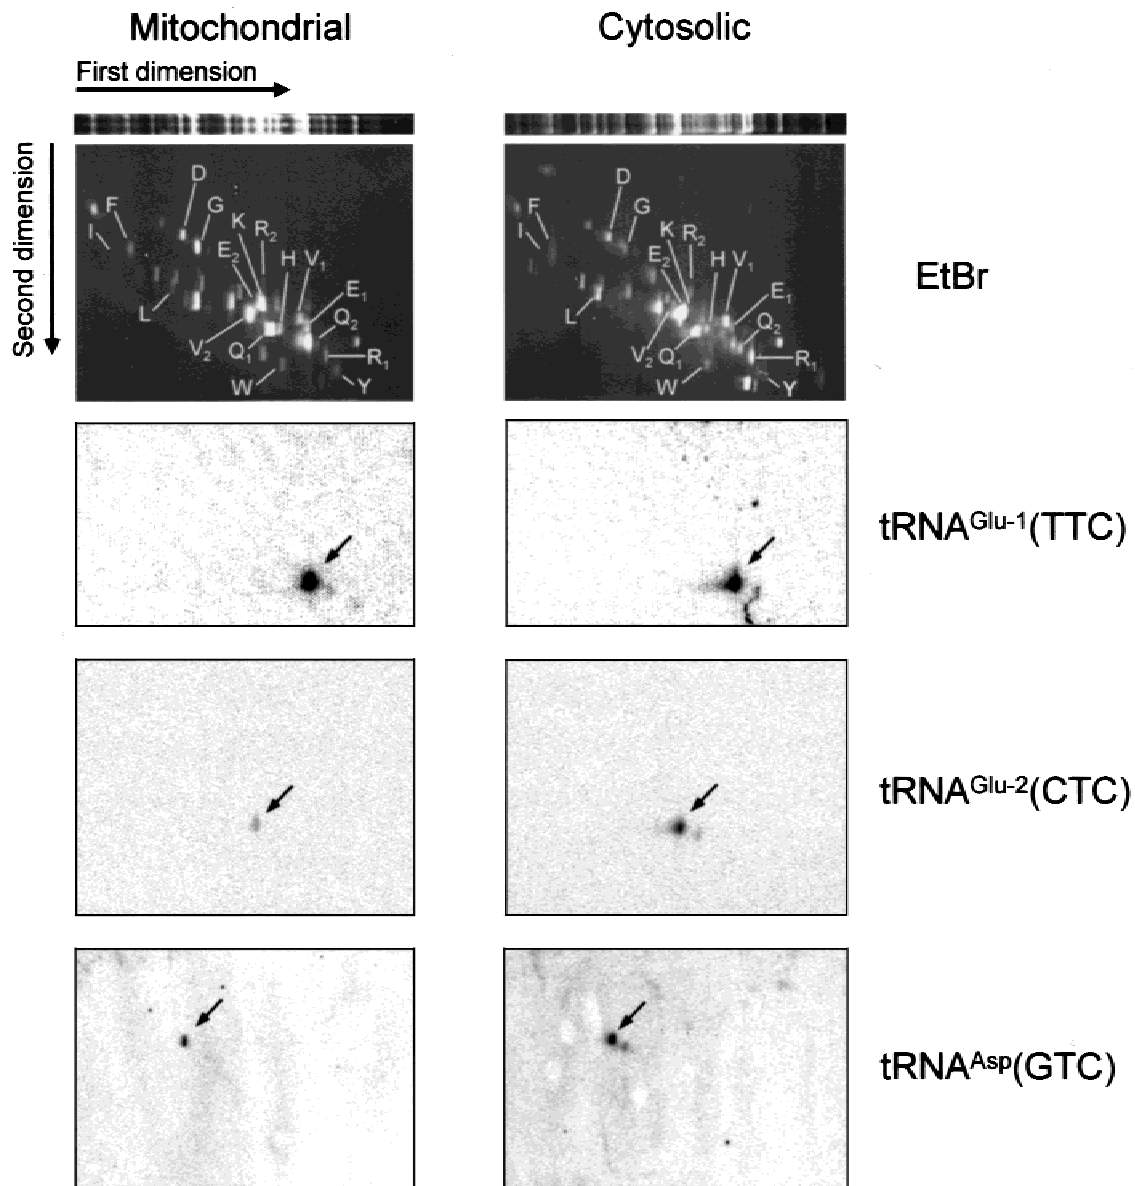 Mitochondrial
Cytosolic
First dimension
Second dimension
D
F
G
I
K
R2
E2
H
V1
L
E1
V2
Q1
Q2
R1
W
Y
D
F
G
I
K
R2
E2
H
V1
L
E1
V2
Q1
Q2
R1
W
Y
EtBr
tRNAGlu-1(TTC)
tRNAGlu-2(CTC)
tRNAAsp(GTC)